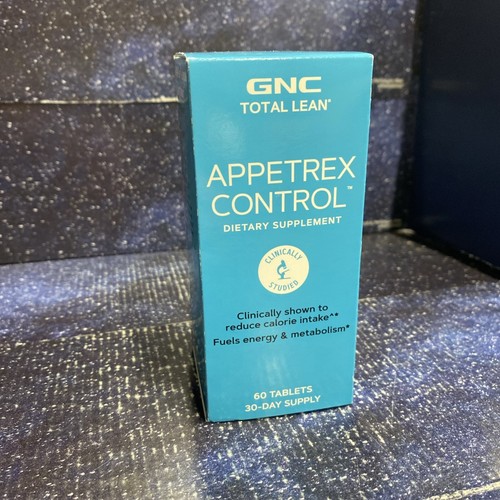 GNC
TOTAL LEAN®
APPETREX
CONTROL™
DIETARY SUPPLEMENT
CLINICALLY
STUDIED
Clinically shown to
reduce calorie intake^*
Fuels energy & metabolism*
60 TABLETS
30-DAY SUPPLY